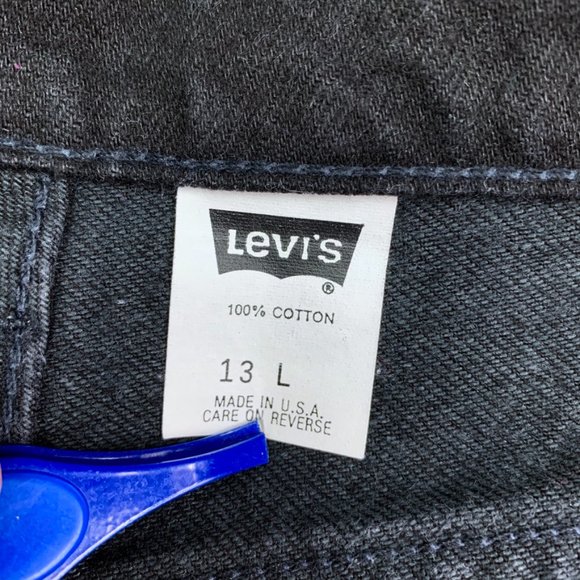 Levi's
®
100% COTTON
13 L
MADE IN U.S.A.
CARE ON REVERSE